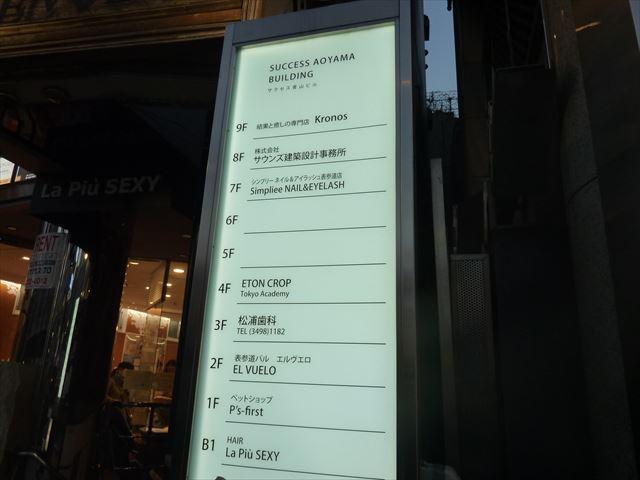 SUCCESS AOYAMA
BUILDING
サクセス青山ビル
9F 結果と癒しの専門店 Kronos
8F 株式会社
サウンズ建築設計事務所
7F シンプリー ネイル&アイラッシュ表参道店
Simpliee NAIL&EYELASH
6F
5F
4F ETON CROP
Tokyo Academy
3F 松浦歯科
TEL (3498)1182
2F 表参道バル エルヴエロ
EL VUELO
1F ペットショップ
P's-first
B1 HAIR
La Più SEXY
La Più SEXY
RENT